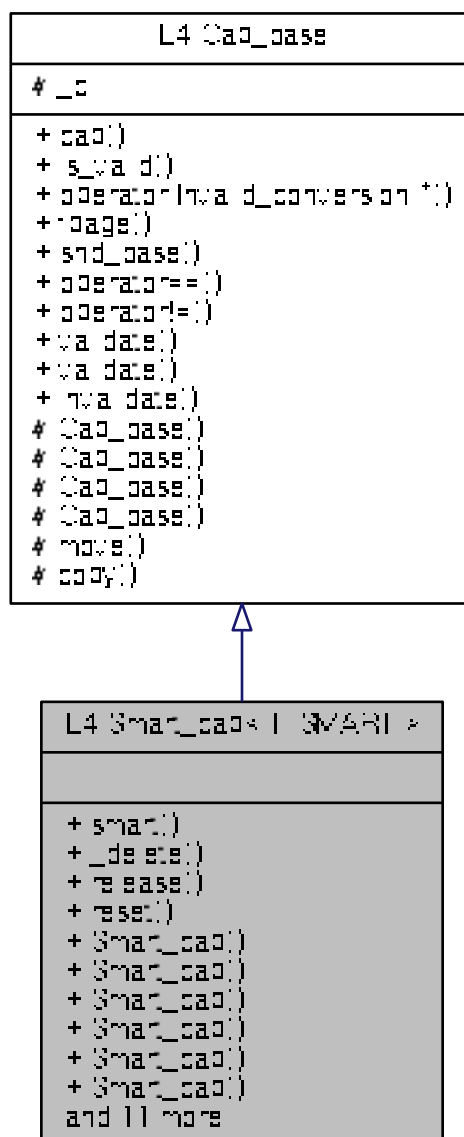 L4::Cap_base
# _c
+ cap()
+ is_valid()
+ operator Invalid_conversion *()
+ fpage()
+ snd_base()
+ operator==()
+ operator!=()
+ validate()
+ validate()
+ invalidate()
# Cap_base()
# Cap_base()
# Cap_base()
# Cap_base()
# move()
# copy()
L4::Smart_cap< T, SMART >
+ smart()
+ _delete()
+ release()
+ reset()
+ Smart_cap()
+ Smart_cap()
+ Smart_cap()
+ Smart_cap()
+ Smart_cap()
+ Smart_cap()
and 11 more...